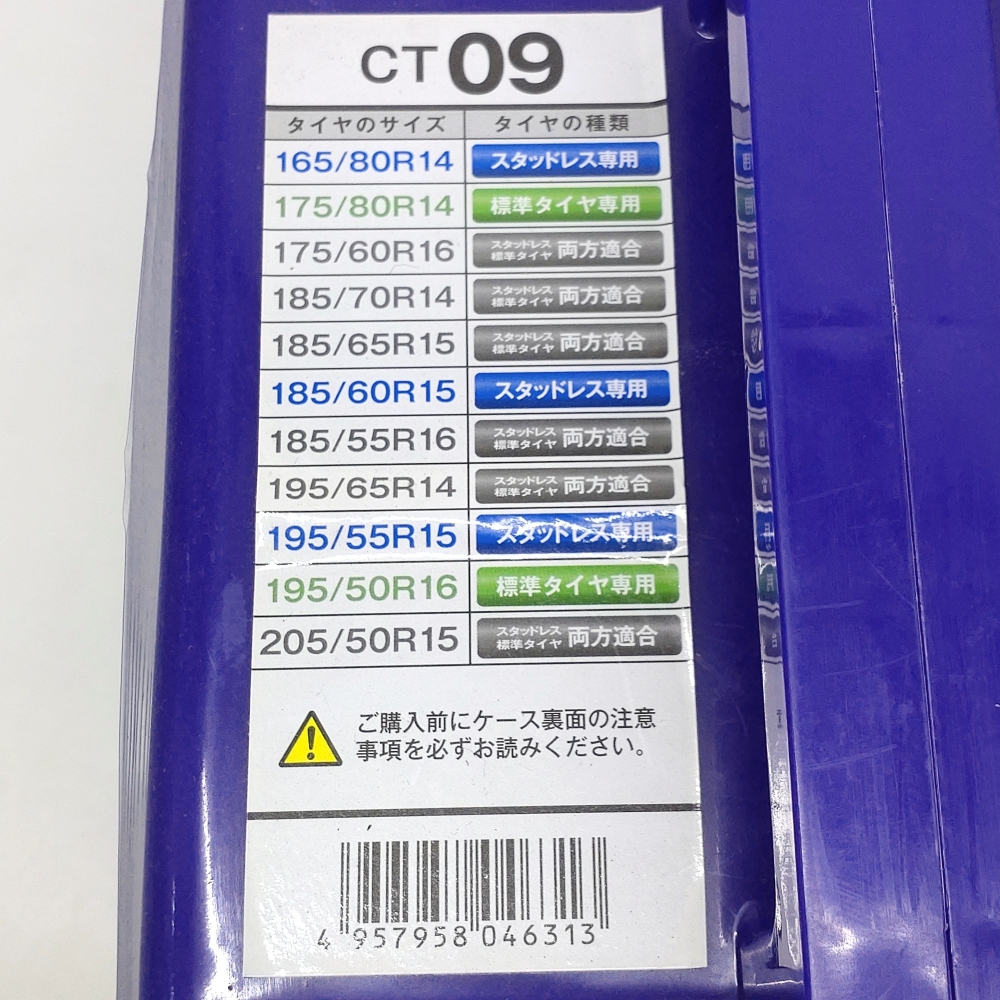 CT 09
タイヤのサイズ タイヤの種類
165/80R14 スタッドレス専用
175/80R14 標準タイヤ専用
175/60R16 スタッドレス 標準タイヤ 両方適合
185/70R14 スタッドレス 標準タイヤ 両方適合
185/65R15 スタッドレス 標準タイヤ 両方適合
185/60R15 スタッドレス専用
185/55R16 スタッドレス 標準タイヤ 両方適合
195/65R14 スタッドレス 標準タイヤ 両方適合
195/55R15 スタッドレス専用
195/50R16 標準タイヤ専用
205/50R15 スタッドレス 標準タイヤ 両方適合
ご購入前にケース裏面の注意
事項を必ずお読みください。
4 957958 046313